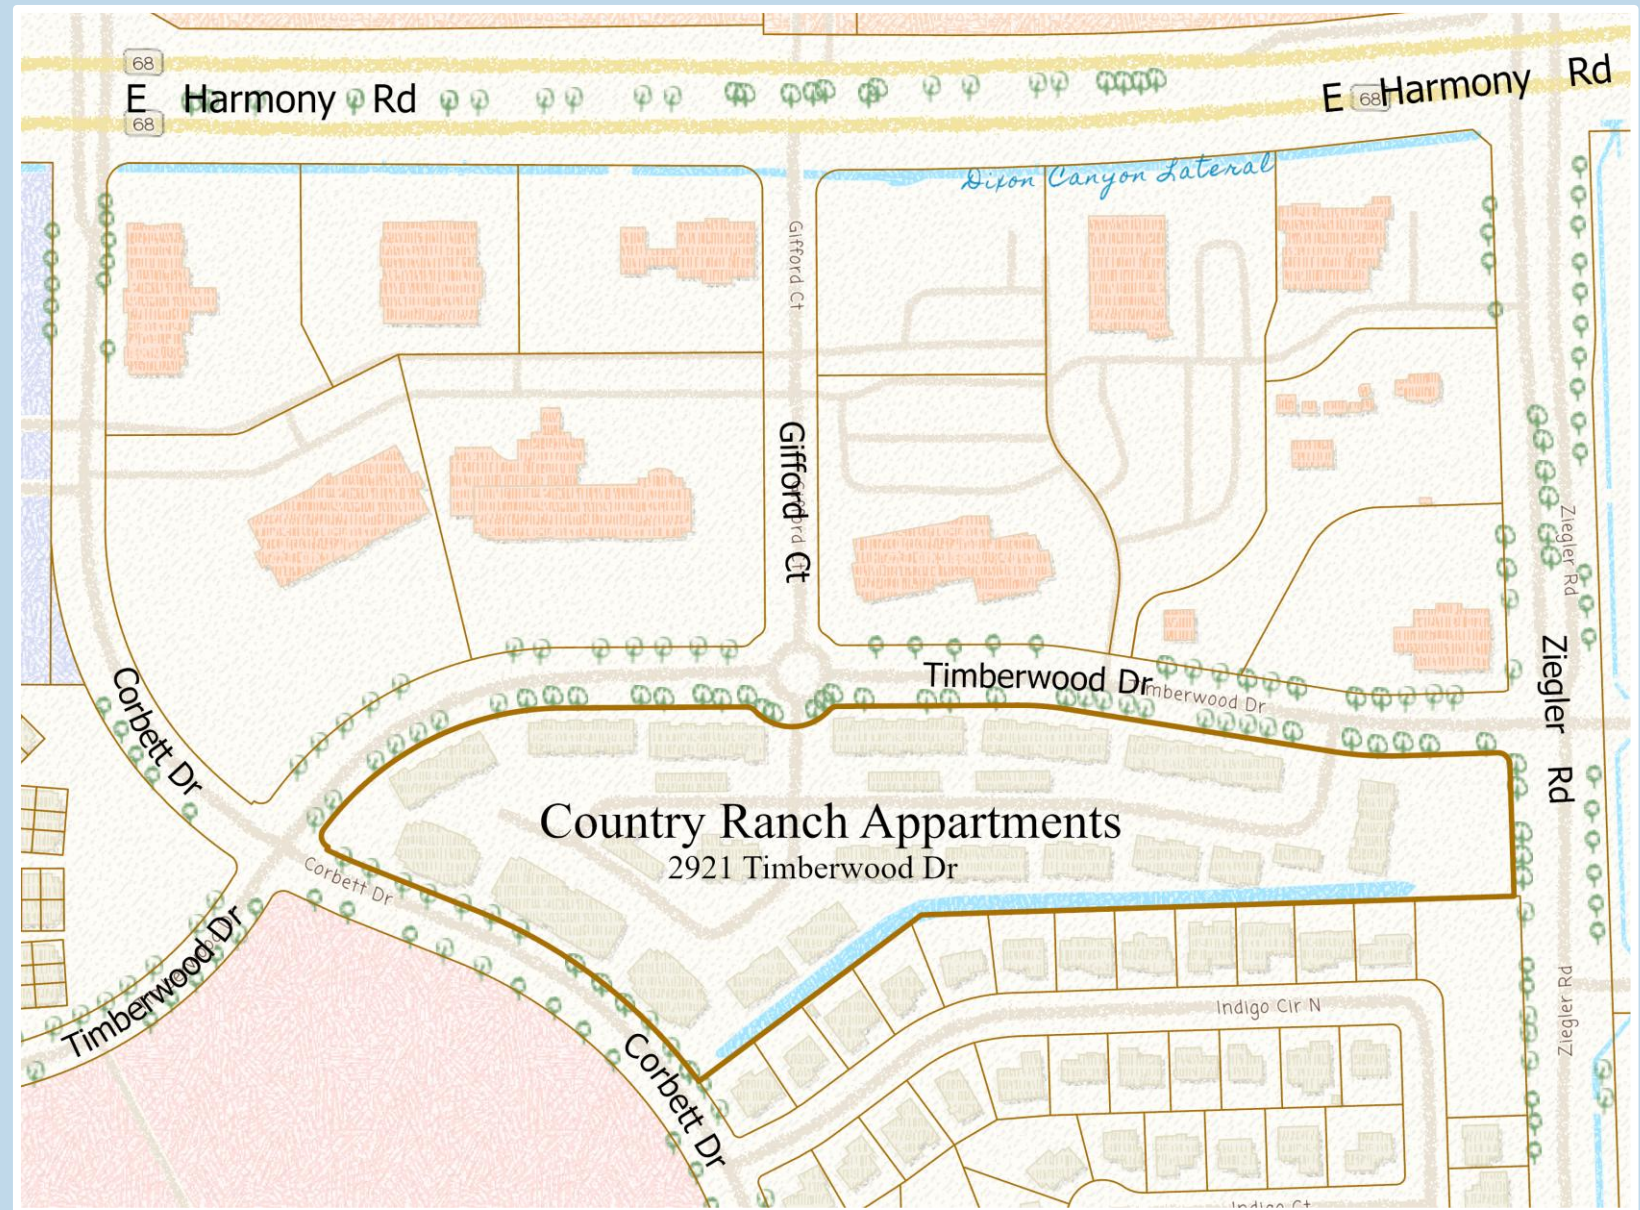 68
E Harmony Rd
68
E 68 Harmony Rd
Dixon Canyon Lateral
Gifford Ct
Gifford Ct
Ziegler Rd
Timberwood Dr
Timberwood Dr
Ziegler Rd
Corbett Dr
Country Ranch Appartments
2921 Timberwood Dr
Corbett Dr
Timberwood Dr
Corbett Dr
Indigo Cir N
Ziegler Rd
Indigo Ct